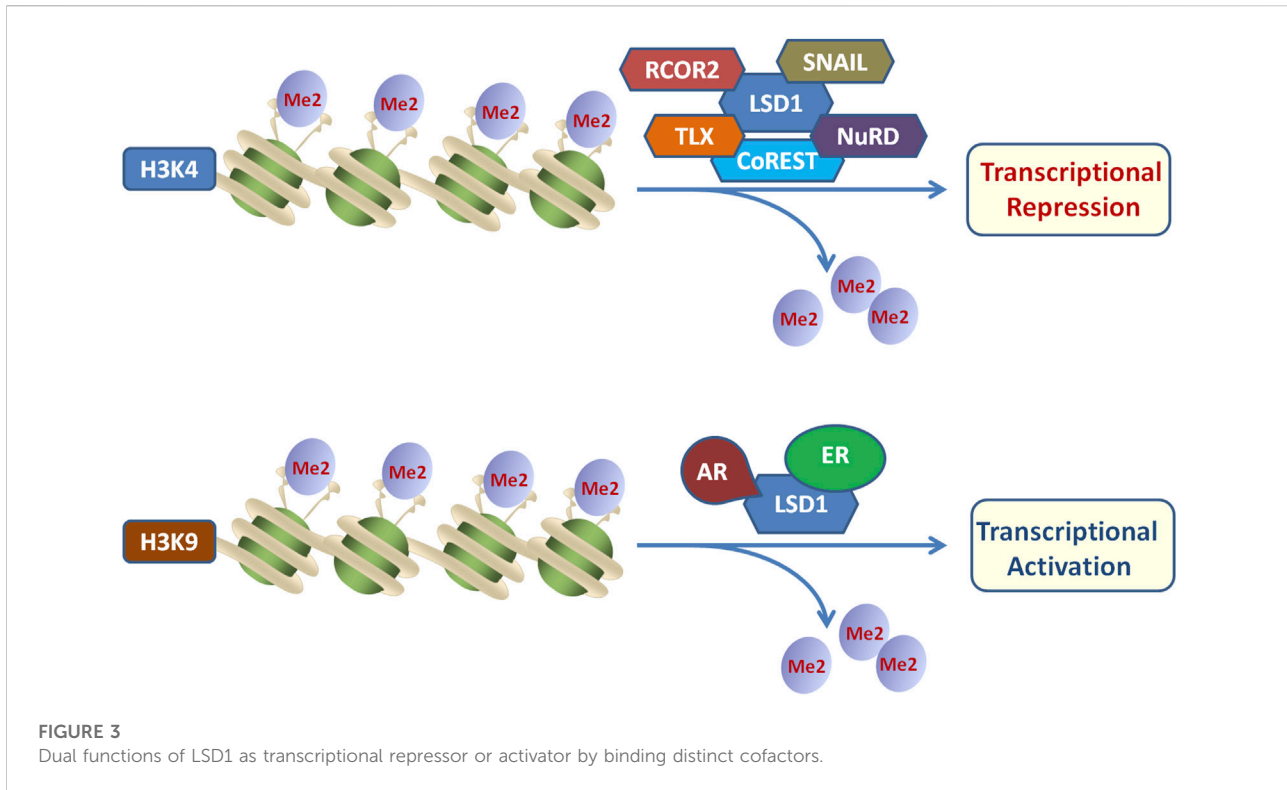 RCOR2
SNAIL
LSD1
TLX
NuRD
CoREST
Me2
Me2
Me2
Me2
H3K4
Transcriptional
Repression
Me2
Me2
Me2
AR
ER
LSD1
Me2
Me2
Me2
Me2
H3K9
Transcriptional
Activation
Me2
Me2
Me2
FIGURE 3
Dual functions of LSD1 as transcriptional repressor or activator by binding distinct cofactors.